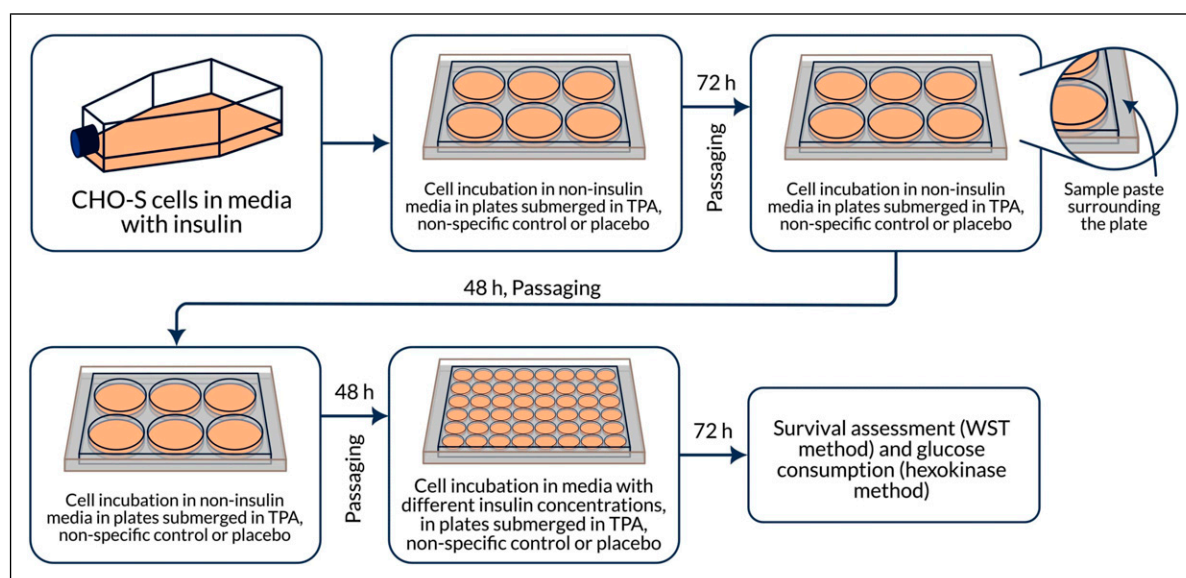 CHO-S cells in media
with insulin
Cell incubation in non-insulin
media in plates submerged in TPA,
non-specific control or placebo
72 h
Passaging
Cell incubation in non-insulin
media in plates submerged in TPA,
non-specific control or placebo
Sample paste
surrounding
the plate
48 h, Passaging
Cell incubation in non-insulin
media in plates submerged in TPA,
non-specific control or placebo
48 h
Passaging
Cell incubation in media with
different insulin concentrations,
in plates submerged in TPA,
non-specific control or placebo
72 h
Survival assessment (WST
method) and glucose
consumption (hexokinase
method)